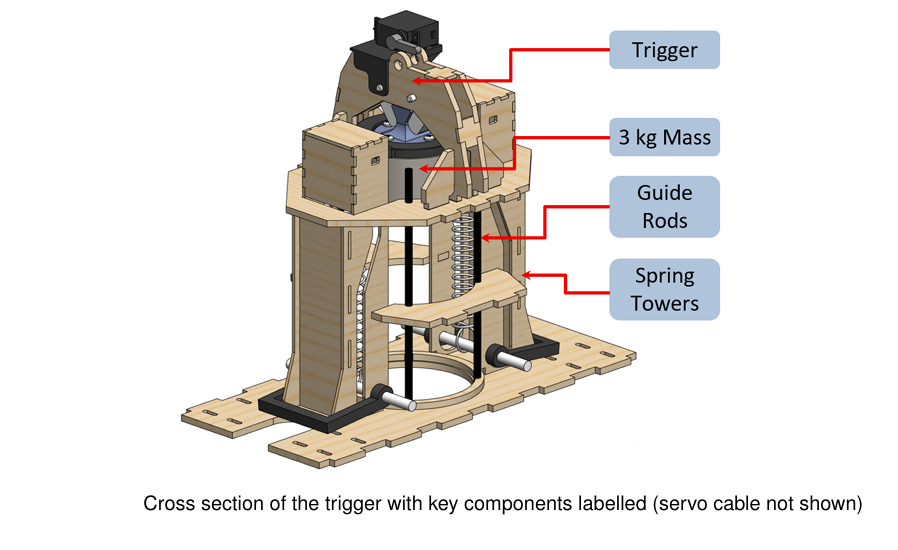 Trigger
3 kg Mass
Guide
Rods
Spring
Towers
Cross section of the trigger with key components labelled (servo cable not shown)